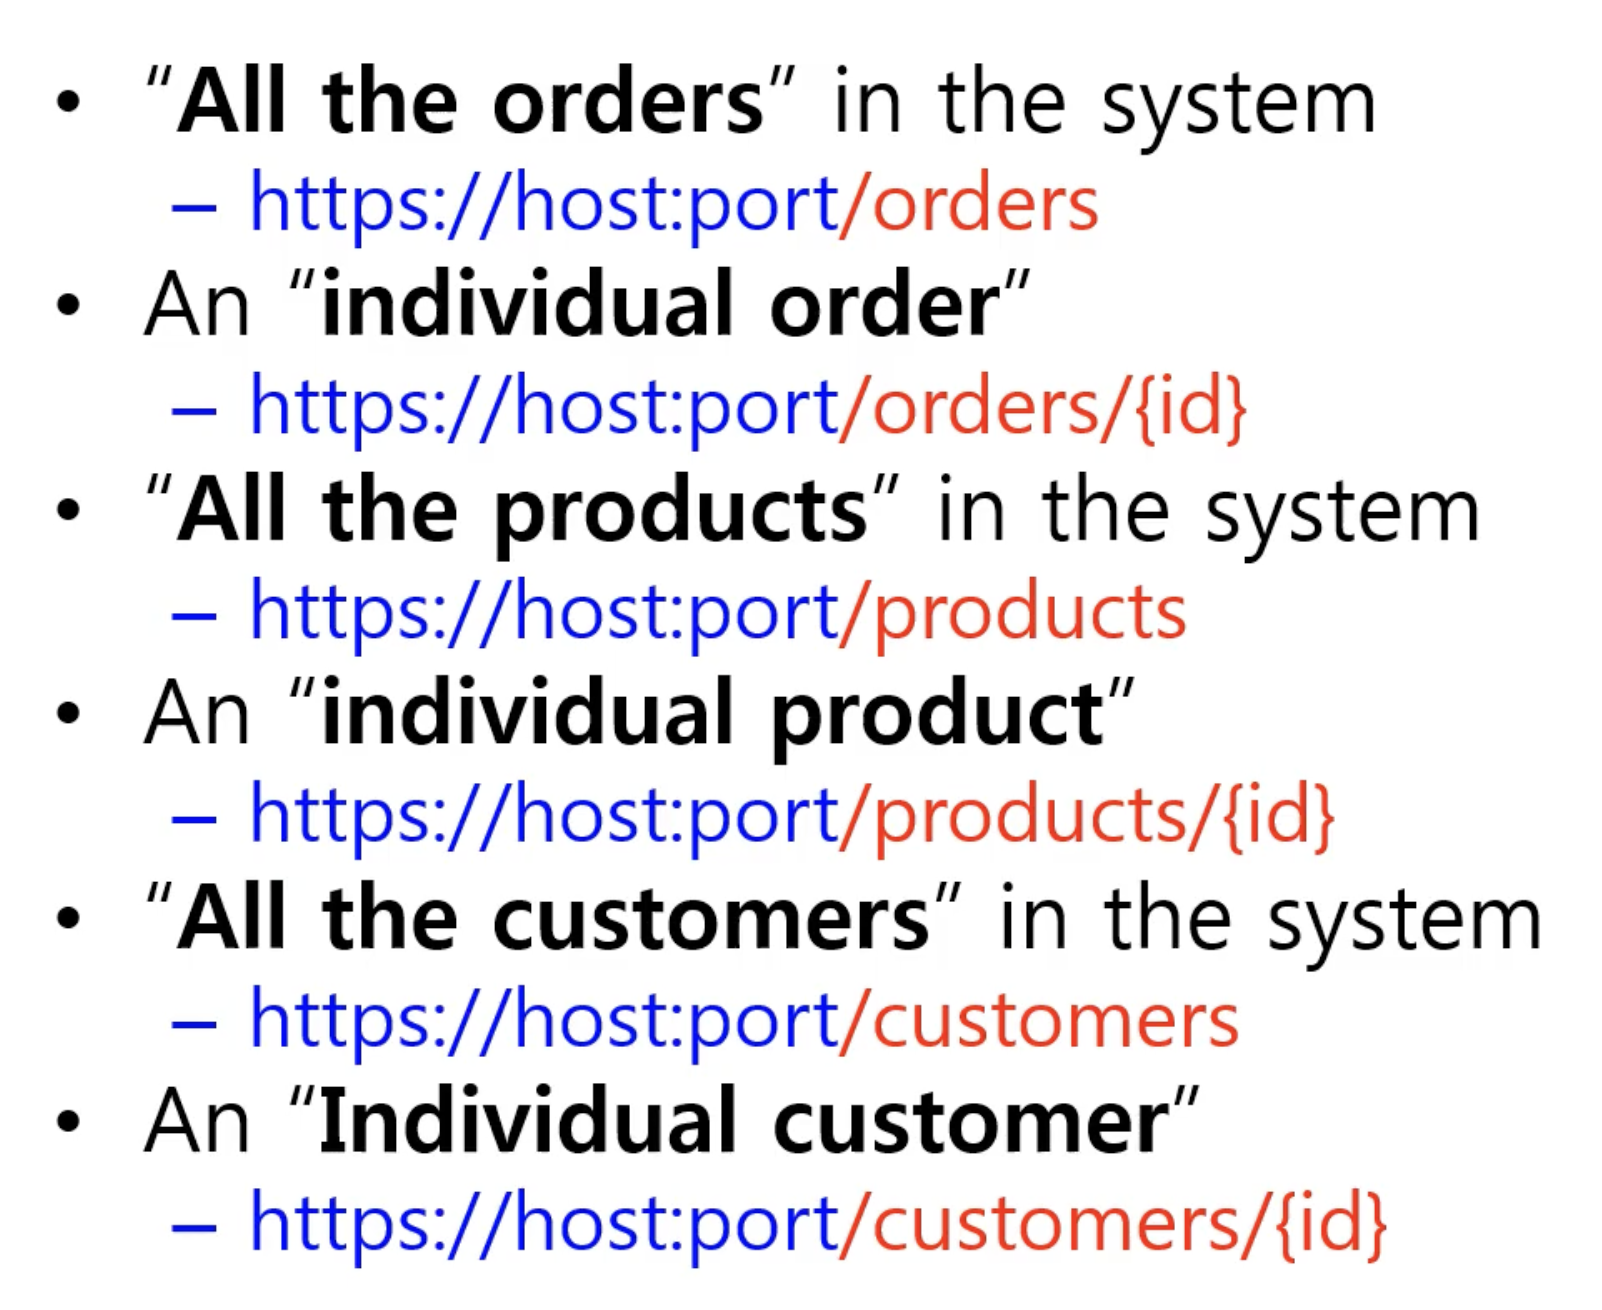 • “All the orders” in the system
– https://host:port/orders
• An “individual order”
– https://host:port/orders/{id}
• “All the products” in the system
– https://host:port/products
• An “individual product”
– https://host:port/products/{id}
• “All the customers” in the system
– https://host:port/customers
• An “Individual customer”
– https://host:port/customers/{id}